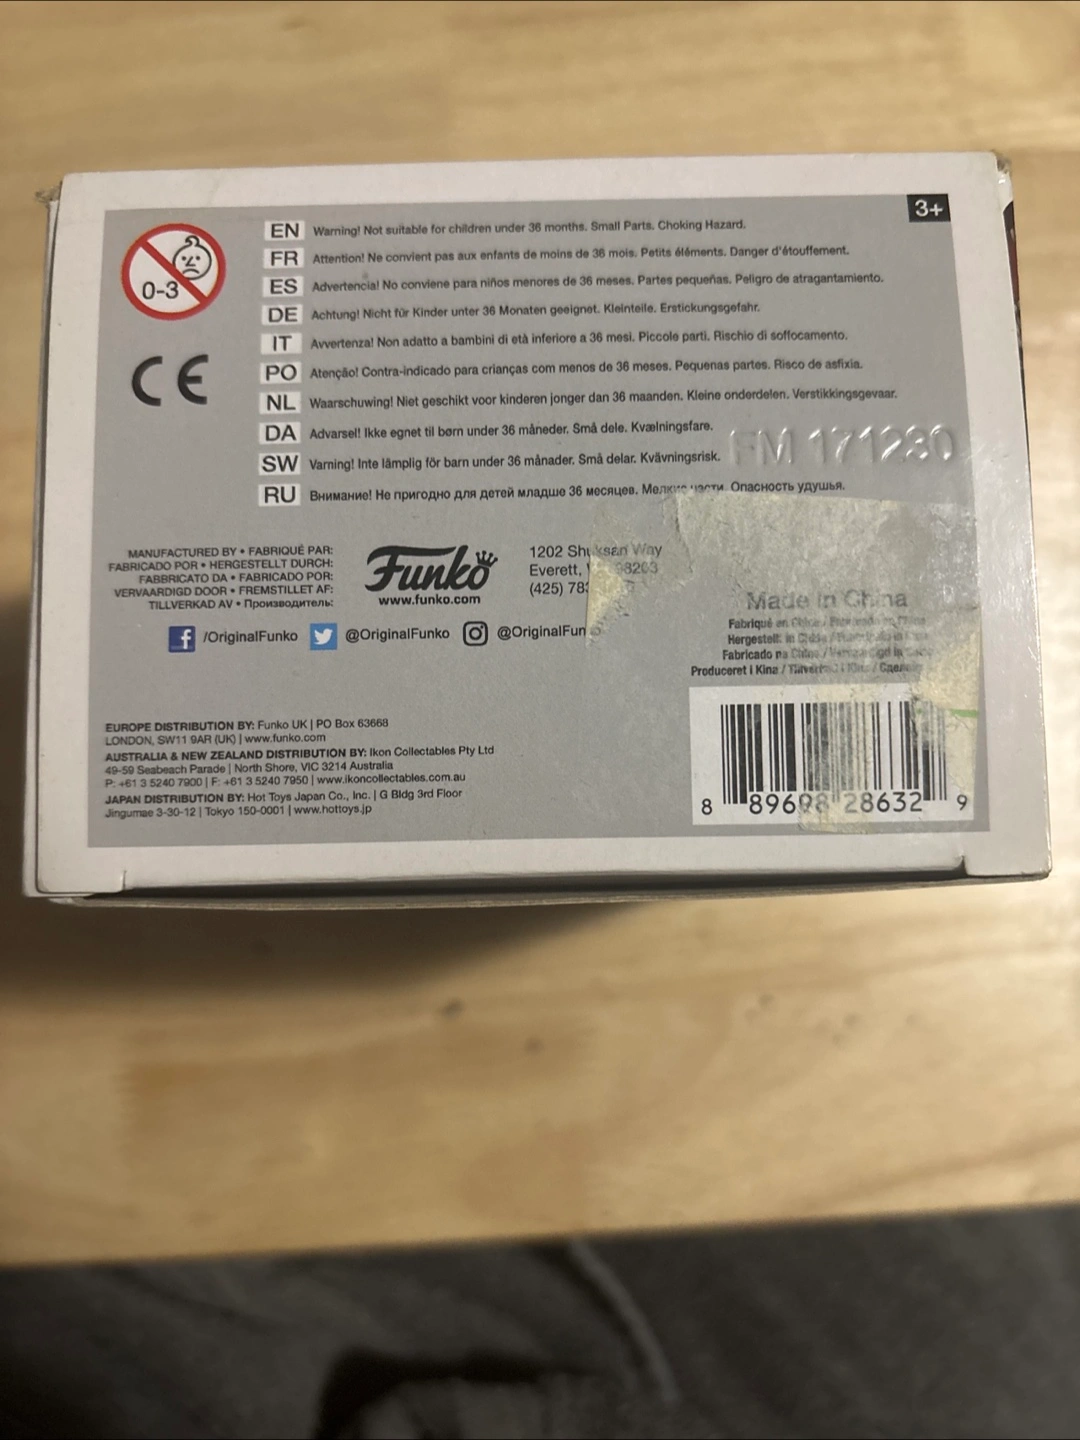 3+
0-3
CE
EN Warning! Not suitable for children under 36 months. Small Parts. Choking Hazard.
FR Attention! Ne convient pas aux enfants de moins de 36 mois. Petits éléments. Danger d'étouffement.
ES Advertencia! No conviene para niños menores de 36 meses. Partes pequeñas. Peligro de atragantamiento.
DE Achtung! Nicht für Kinder unter 36 Monaten geeignet. Kleinteile. Erstickungsgefahr.
IT Avvertenza! Non adatto a bambini di età inferiore a 36 mesi. Piccole parti. Rischio di soffocamento.
PO Atenção! Contra-indicado para crianças com menos de 36 meses. Pequenas partes. Risco de asfixia.
NL Waarschuwing! Niet geschikt voor kinderen jonger dan 36 maanden. Kleine onderdelen. Verstikkingsgevaar.
DA Advarsel! Ikke egnet til børn under 36 måneder. Små dele. Kvælningsfare.
FM 171230
SW Varning! Inte lämplig för barn under 36 månader. Små delar. Kvävningsrisk.
RU Внимание! Не пригодно для детей младше 36 месяцев. Мелкие части. Опасность удушья.
MANUFACTURED BY • FABRIQUÉ PAR:
FABRICADO POR • HERGESTELLT DURCH:
FABBRICATO DA • FABRICADO POR:
VERVAARDIGD DOOR • FREMSTILLET AF:
TILLVERKAD AV • Производитель:
Funko
www.funko.com
1202 Shuksan Way
Everett, 98203
(425)
/OriginalFunko @OriginalFunko @OriginalFun
Made in China
Fabriqué en
Hergestellt in
Fabricado na
Produceret i Kina /
EUROPE DISTRIBUTION BY: Funko UK | PO Box 63668
LONDON, SW11 9AR (UK) | www.funko.com
AUSTRALIA & NEW ZEALAND DISTRIBUTION BY: Ikon Collectables Pty Ltd
49-59 Seabeach Parade | North Shore, VIC 3214 Australia
P: +61 3 5240 7900 | F: +61 3 5240 7950 | www.ikoncollectables.com.au
JAPAN DISTRIBUTION BY: Hot Toys Japan Co., Inc. | G Bldg 3rd Floor
Jingumae 3-30-12 | Tokyo 150-0001 | www.hottoys.jp
8 89698 28632 9